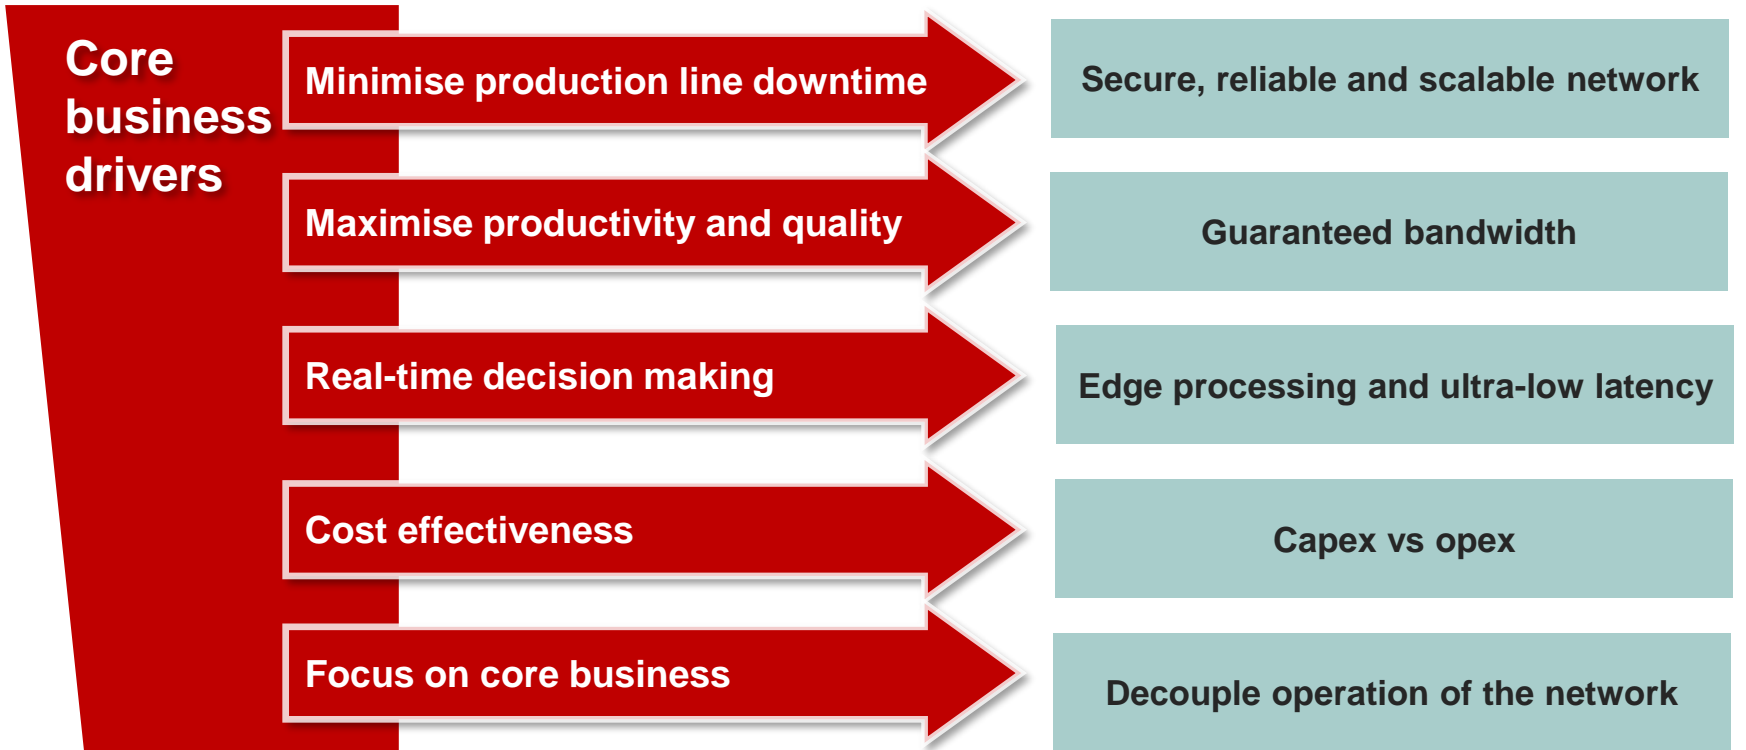 Core
business
drivers
Minimise production line downtime
Secure, reliable and scalable network
Maximise productivity and quality
Guaranteed bandwidth
Real-time decision making
Edge processing and ultra-low latency
Cost effectiveness
Capex vs opex
Focus on core business
Decouple operation of the network